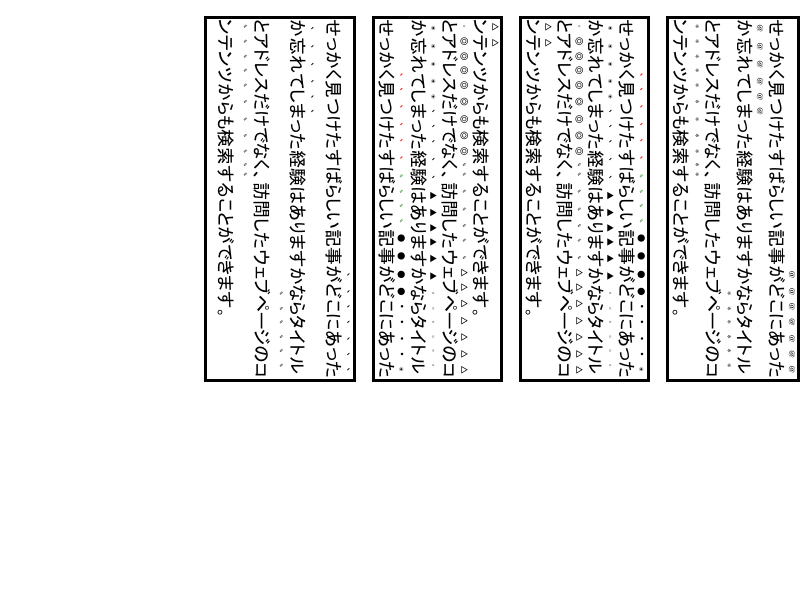 せっかく見つけたすばらしい記事がどこにあった
か忘れてしまった経験はありますかならタイトル
とアドレスだけでなく、訪問したウェブページのコ
ンテンツからも検索することができます。
せっかく見つけたすばらしい記事がどこにあった
か忘れてしまった経験はありますかならタイトル
とアドレスだけでなく、訪問したウェブページのコ
ンテンツからも検索することができます。
せっかく見つけたすばらしい記事がどこにあった
か忘れてしまった経験はありますかならタイトル
とアドレスだけでなく、訪問したウェブページのコ
ンテンツからも検索することができます。
せっかく見つけたすばらしい記事がどこにあった
か忘れてしまった経験はありますかならタイトル
とアドレスだけでなく、訪問したウェブページのコ
ンテンツからも検索することができます。